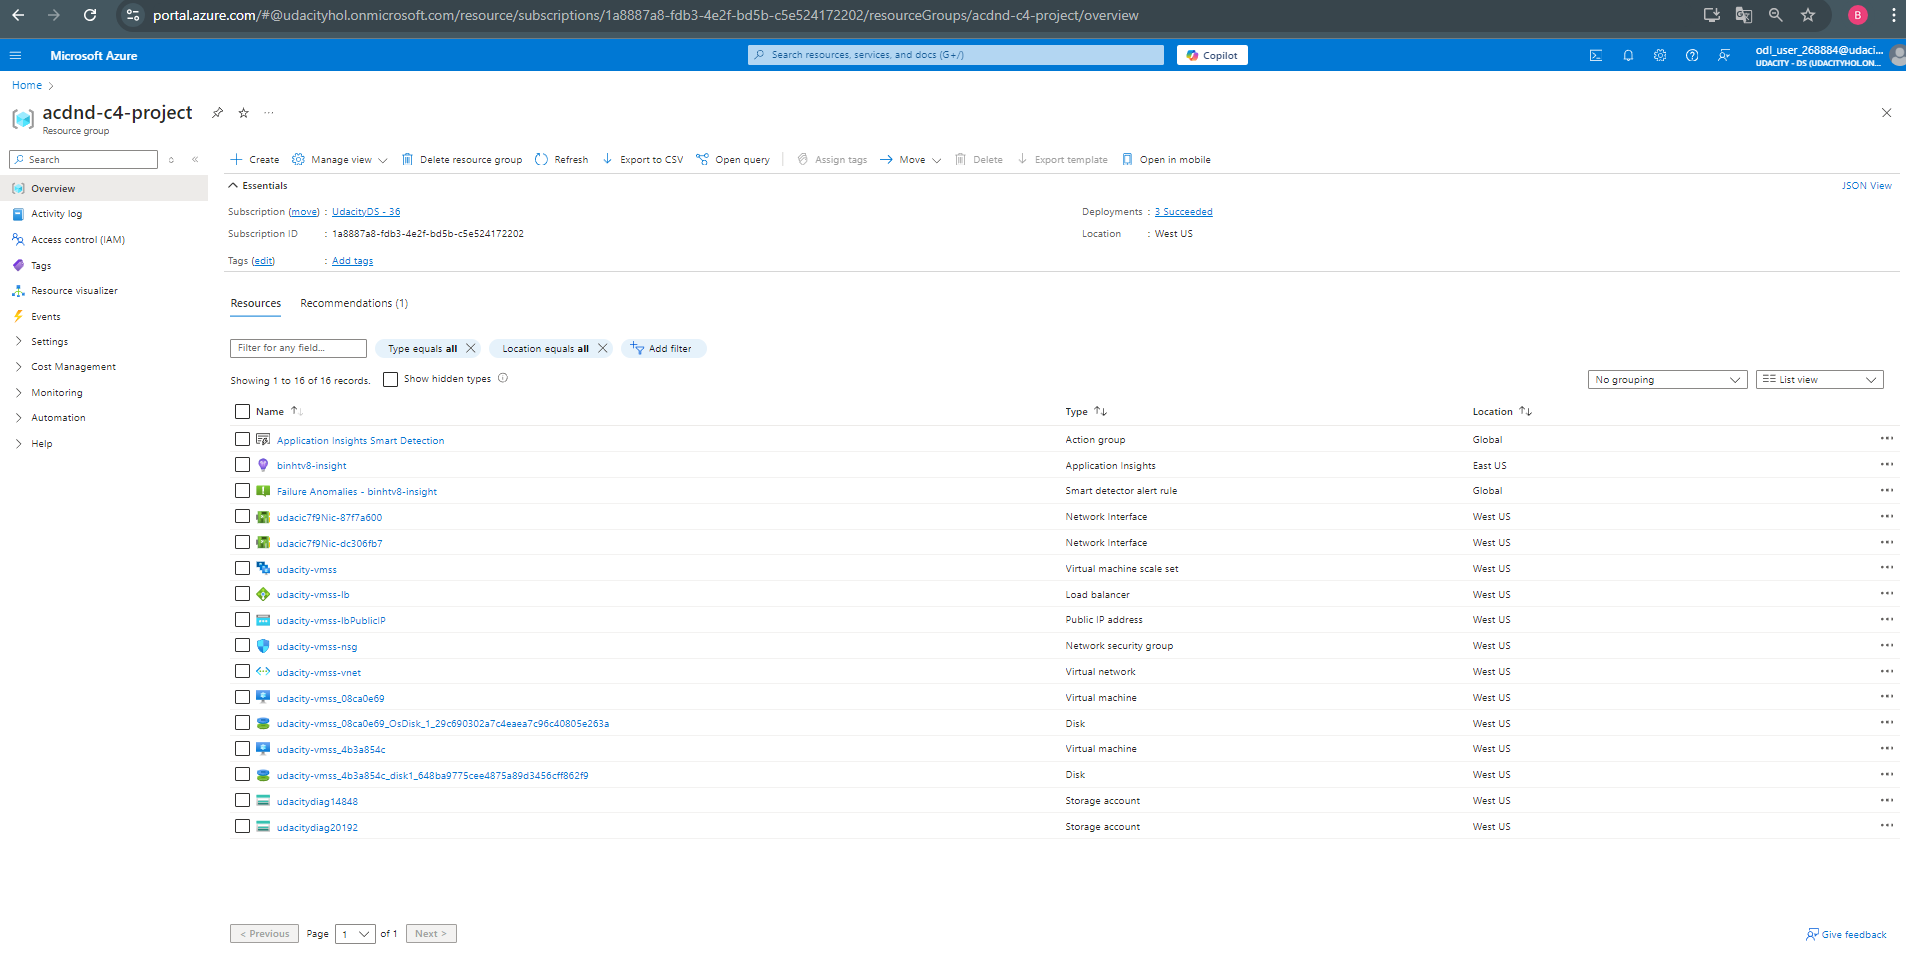 portal.azure.com/#@udacityhol.onmicrosoft.com/resource/subscriptions/1a8887a8-fdb3-4e2f-bd5b-c5e524172202/resourceGroups/acdnd-c4-project/overview
B
Microsoft Azure
Search resources, services, and docs (G+/)
Copilot
odl_user_268884@udaci...
UDACITY - DS (UDACITYHOL.ON...
Home
acdnd-c4-project
Resource group
Search
Create Manage view Delete resource group Refresh Export to CSV Open query Assign tags Move Delete Export template Open in mobile
Overview
Activity log
Access control (IAM)
Tags
Resource visualizer
Events
Settings
Cost Management
Monitoring
Automation
Help
Essentials
JSON View
Subscription (move) : UdacityDS - 36
Deployments : 3 Succeeded
Subscription ID : 1a8887a8-fdb3-4e2f-bd5b-c5e524172202
Location : West US
Tags (edit) : Add tags
Resources Recommendations (1)
Filter for any field... Type equals all Location equals all Add filter
Showing 1 to 16 of 16 records. Show hidden types
No grouping List view
Name Type Location
Application Insights Smart Detection Action group Global
binhtv8-insight Application Insights East US
Failure Anomalies - binhtv8-insight Smart detector alert rule Global
udacic7f9Nic-87f7a600 Network Interface West US
udacic7f9Nic-dc306fb7 Network Interface West US
udacity-vmss Virtual machine scale set West US
udacity-vmss-lb Load balancer West US
udacity-vmss-lbPublicIP Public IP address West US
udacity-vmss-nsg Network security group West US
udacity-vmss-vnet Virtual network West US
udacity-vmss_08ca0e69 Virtual machine West US
udacity-vmss_08ca0e69_OsDisk_1_29c690302a7c4eaea7c96c40805e263a Disk West US
udacity-vmss_4b3a854c Virtual machine West US
udacity-vmss_4b3a854c_disk1_648ba9775cee4875a89d3456cff862f9 Disk West US
udacitydiag14848 Storage account West US
udacitydiag20192 Storage account West US
< Previous Page 1 of 1 Next >
Give feedback